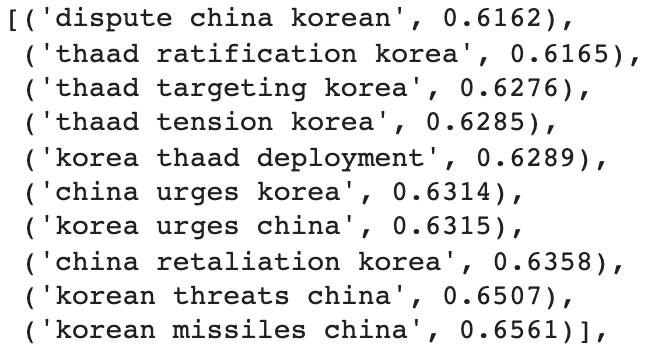 [('dispute china korean', 0.6162),
('thaad ratification korea', 0.6165),
('thaad targeting korea', 0.6276),
('thaad tension korea', 0.6285),
('korea thaad deployment', 0.6289),
('china urges korea', 0.6314),
('korea urges china', 0.6315),
('china retaliation korea', 0.6358),
('korean threats china', 0.6507),
('korean missiles china', 0.6561)],